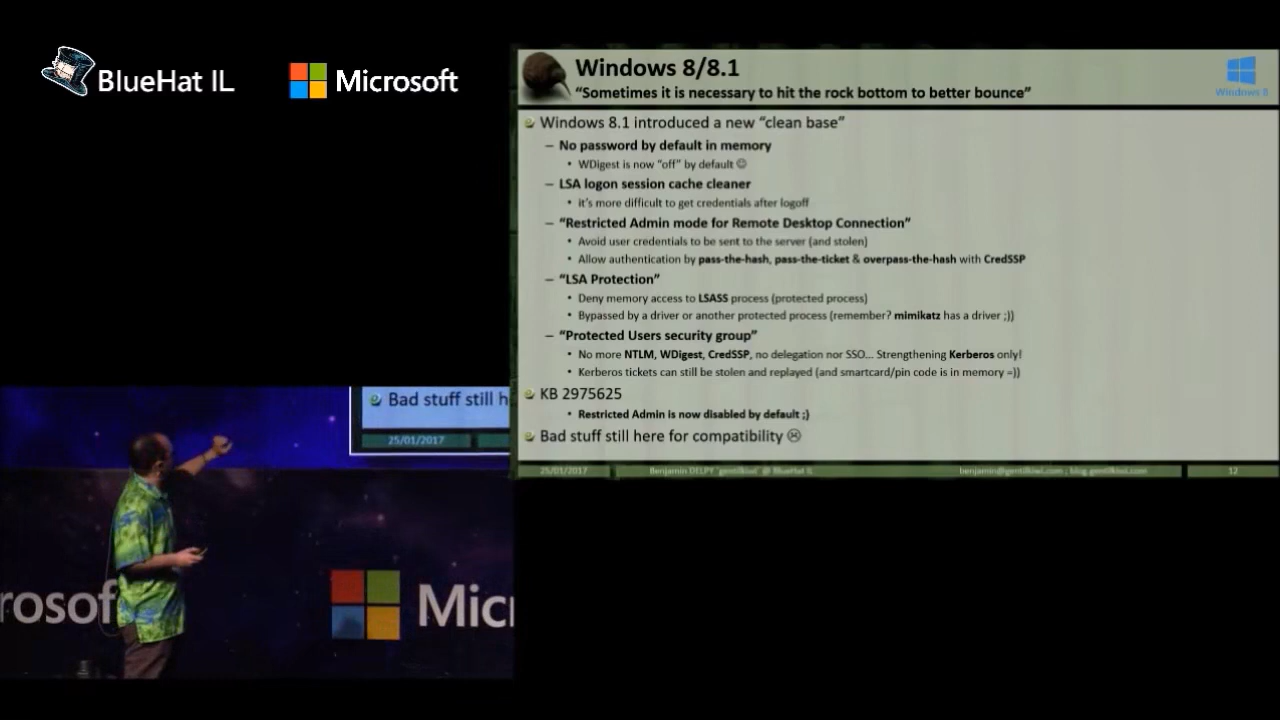 BlueHat IL
Microsoft
Windows 8/8.1
“Sometimes it is necessary to hit the rock bottom to better bounce”
Windows 8
Windows 8.1 introduced a new “clean base”
– No password by default in memory
• WDigest is now “off” by default ☺
– LSA logon session cache cleaner
• it’s more difficult to get credentials after logoff
– “Restricted Admin mode for Remote Desktop Connection”
• Avoid user credentials to be sent to the server (and stolen)
• Allow authentication by pass-the-hash, pass-the-ticket & overpass-the-hash with CredSSP
– “LSA Protection”
• Deny memory access to LSASS process (protected process)
• Bypassed by a driver or another protected process (remember? mimikatz has a driver ;))
– “Protected Users security group”
• No more NTLM, WDigest, CredSSP, no delegation nor SSO... Strengthening Kerberos only!
• Kerberos tickets can still be stolen and replayed (and smartcard/pin code is in memory =))
KB 2975625
• Restricted Admin is now disabled by default ;)
Bad stuff still here for compatibility ☹
25/01/2017 Benjamin DELPY `gentilkiwi` @ BlueHat IL benjamin@gentilkiwi.com ; blog.gentilkiwi.com 12
Bad stuff still h
25/01/2017
rosoft
Micr